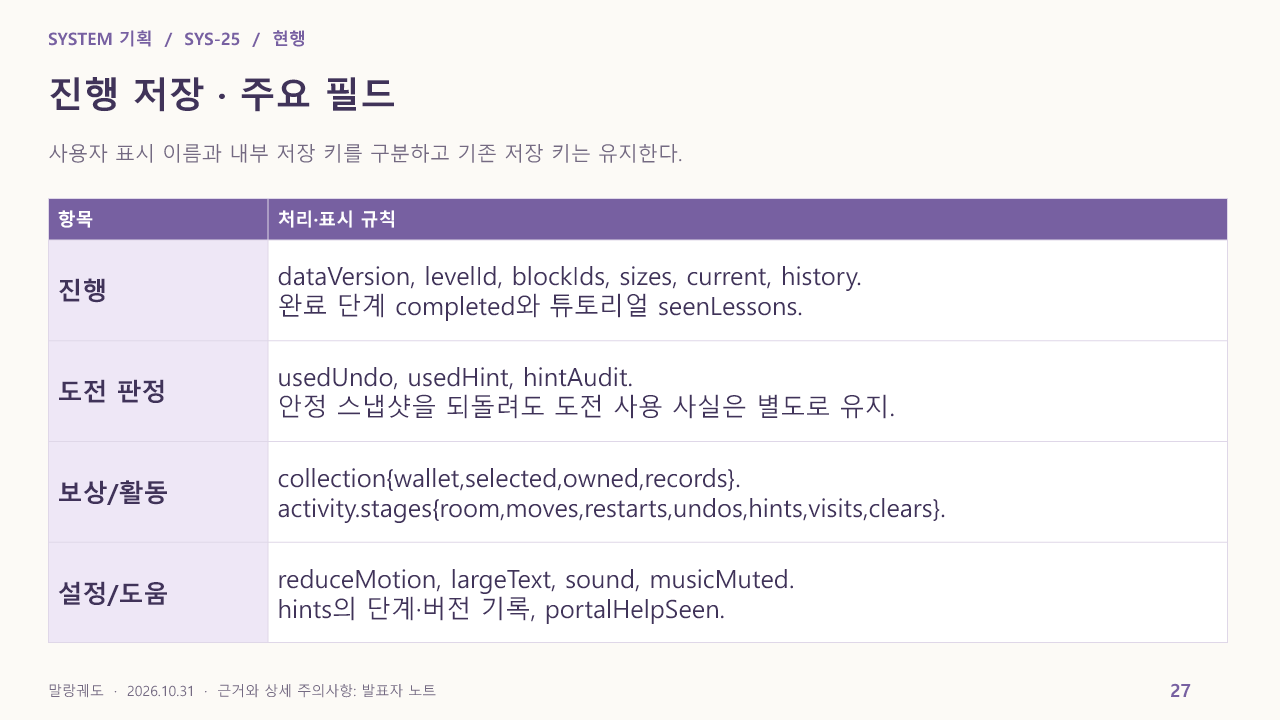 SYSTEM 기획 / SYS-25 / 현행
진행 저장 · 주요 필드
사용자 표시 이름과 내부 저장 키를 구분하고 기존 저장 키는 유지한다.
항목
처리·표시 규칙
진행
dataVersion, levelId, blockIds, sizes, current, history.
완료 단계 completed와 튜토리얼 seenLessons.
도전 판정
usedUndo, usedHint, hintAudit.
안정 스냅샷을 되돌려도 도전 사용 사실은 별도로 유지.
보상/활동
collection{wallet,selected,owned,records}.
activity.stages{room,moves,restarts,undos,hints,visits,clears}.
설정/도움
reduceMotion, largeText, sound, musicMuted.
hints의 단계·버전 기록, portalHelpSeen.
말랑궤도 · 2026.10.31 · 근거와 상세 주의사항: 발표자 노트
27